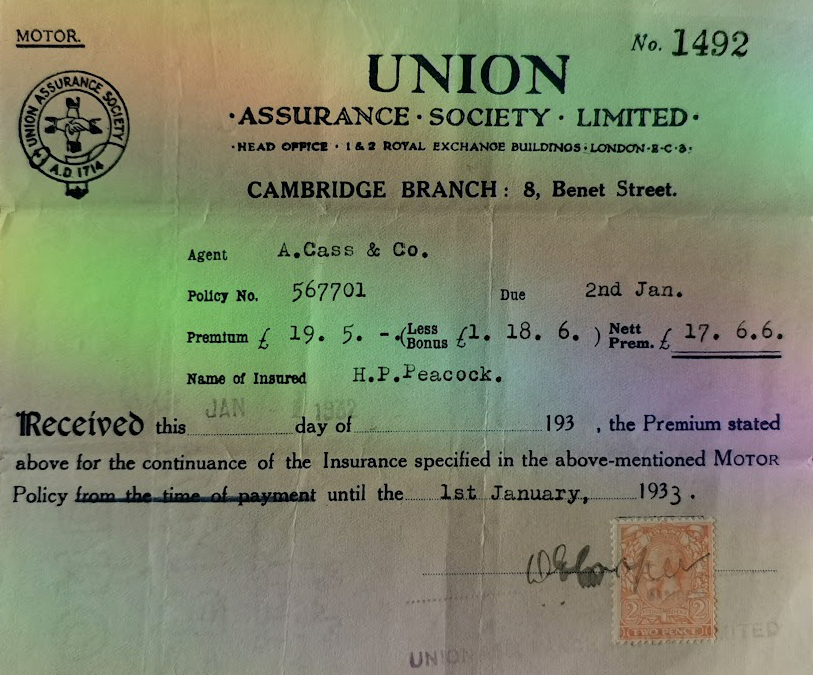 MOTOR.
No. 1492
UNION ASSURANCE SOCIETY
A.D. 1714
UNION
·ASSURANCE·SOCIETY·LIMITED·
·HEAD OFFICE·1 & 2 ROYAL EXCHANGE BUILDINGS·LONDON·E·C·3·
CAMBRIDGE BRANCH: 8, Benet Street.
Agent A.Cass & Co.
Policy No. 567701 Due 2nd Jan.
Premium £ 19. 5. -. (Less Bonus £1. 18. 6. ) Nett Prem. £ 17. 6.6.
Name of Insured H.P.Peacock.
JAN - 1932
Received this day of 193 , the Premium stated
above for the continuance of the Insurance specified in the above-mentioned MOTOR
Policy from the time of payment until the 1st January, 1933.
2 2
TWO PENCE
UNION